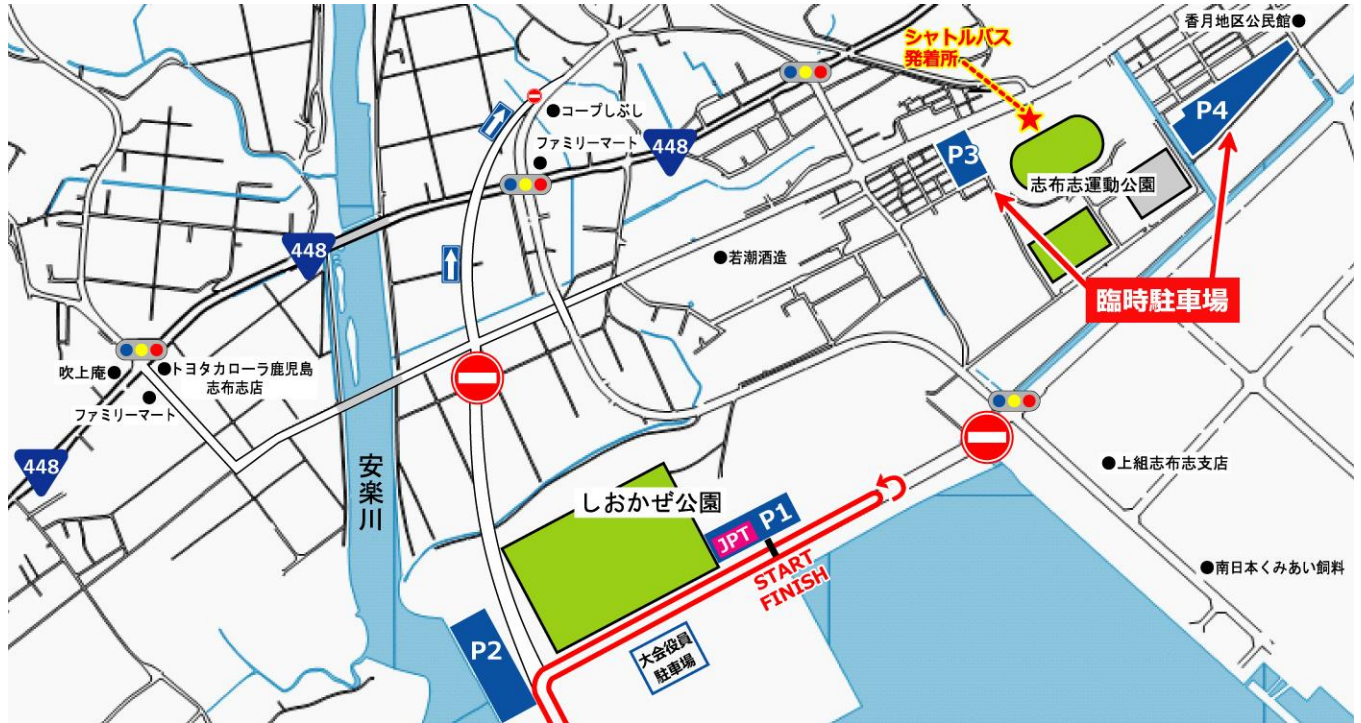 香月地区公民館
シャトルバス
発着所
コープしぶし
ファミリーマート
448
P4
P3
志布志運動公園
448
若潮酒造
臨時駐車場
吹上庵
トヨタカローラ鹿児島
志布志店
ファミリーマート
448
安楽川
上組志布志支店
しおかぜ公園
JPT P1
START
FINISH
南日本くみあい飼料
P2
大会役員
駐車場